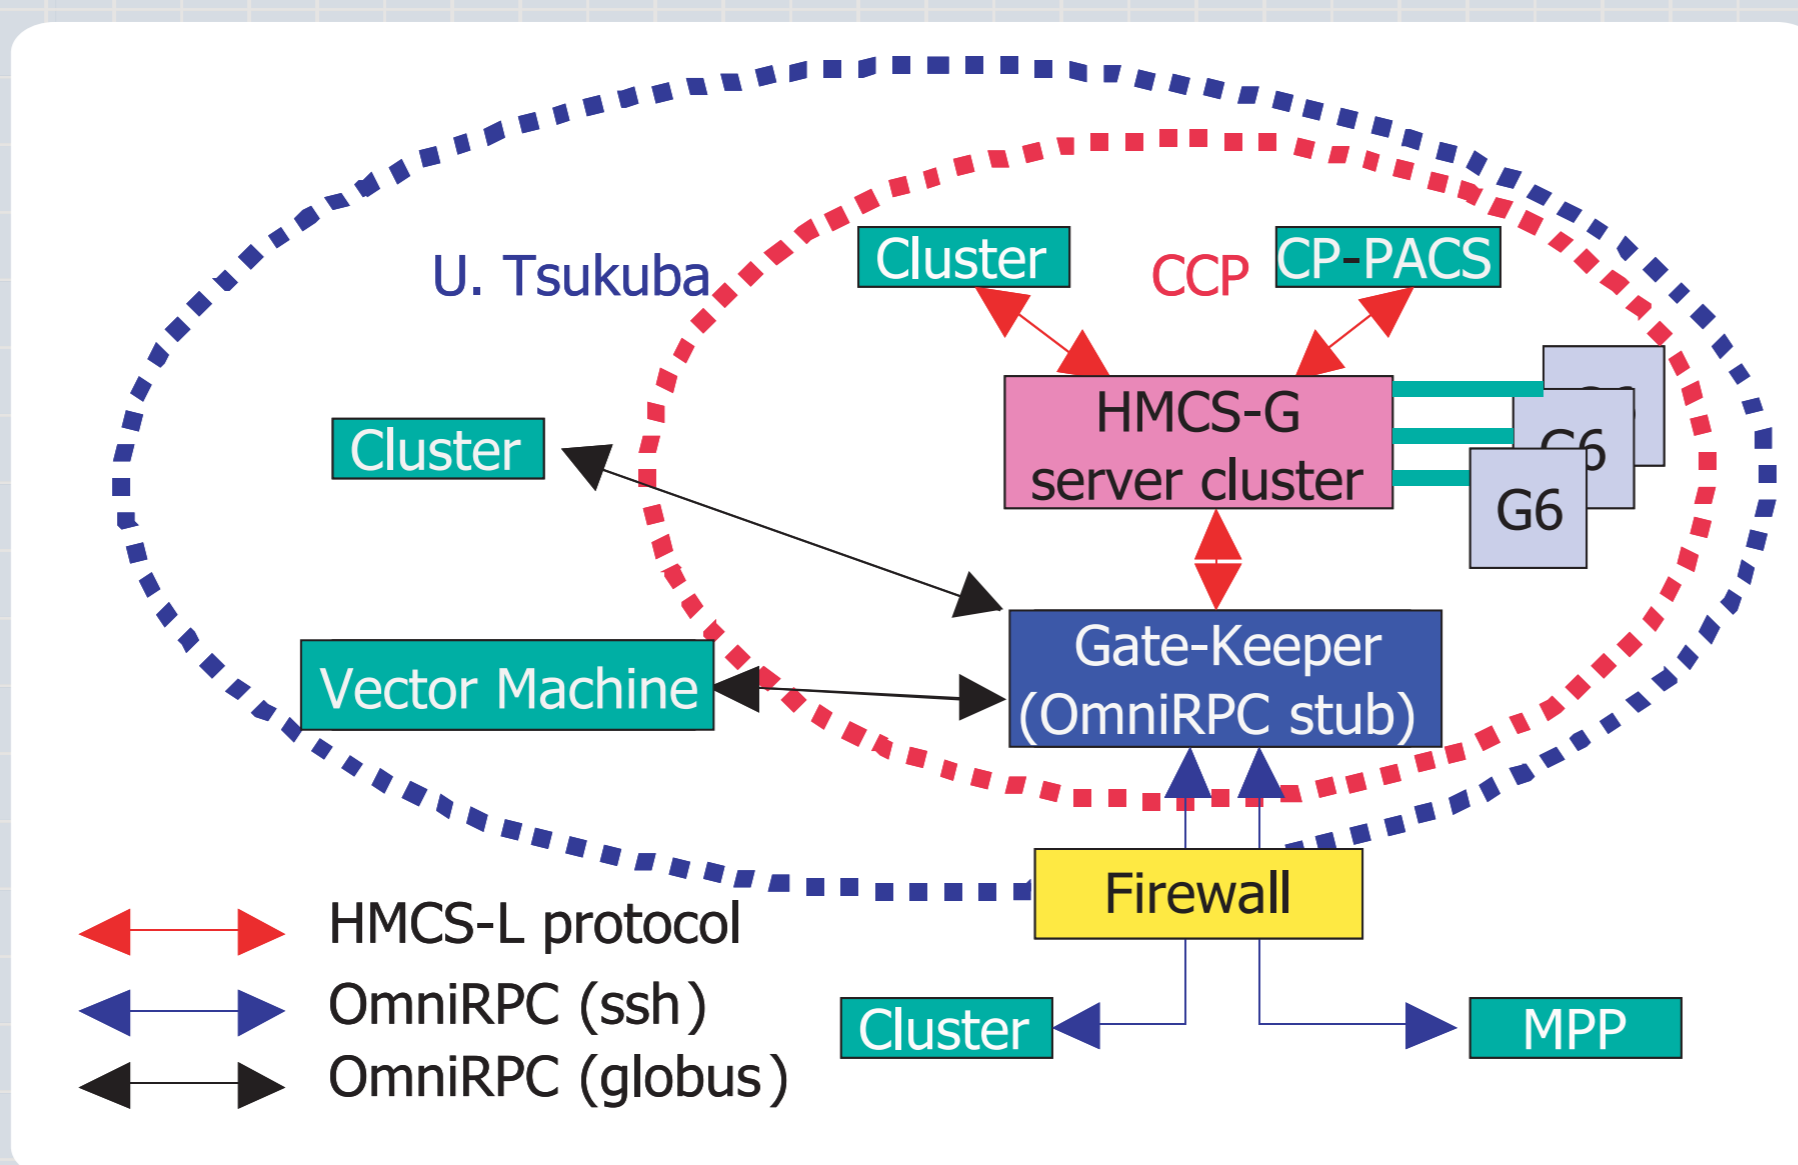 U. Tsukuba
Cluster
CCP
CP-PACS
HMCS-G
server cluster
G6
G6
Cluster
Vector Machine
Gate-Keeper
(OmniRPC stub)
Firewall
HMCS-L protocol
OmniRPC (ssh)
OmniRPC (globus)
Cluster
MPP